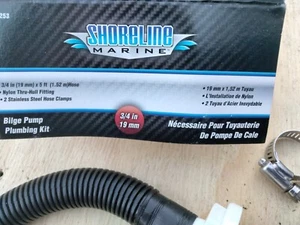 253
SHORELINE
MARINE
3/4 in (19 mm) x 5 ft (1.52 m)Hose
• Nylon Thru-Hull Fitting
• 2 Stainless Steel Hose Clamps
• 19 mm x 1,52 m Tuyau
• L'Installation de Nylon
• 2 Tuyau d'Acier Inoxydable
3/4 in
19 mm
Bilge Pump
Plumbing Kit
Nécessaire Pour Tuyauterie
De Pompe De Cale